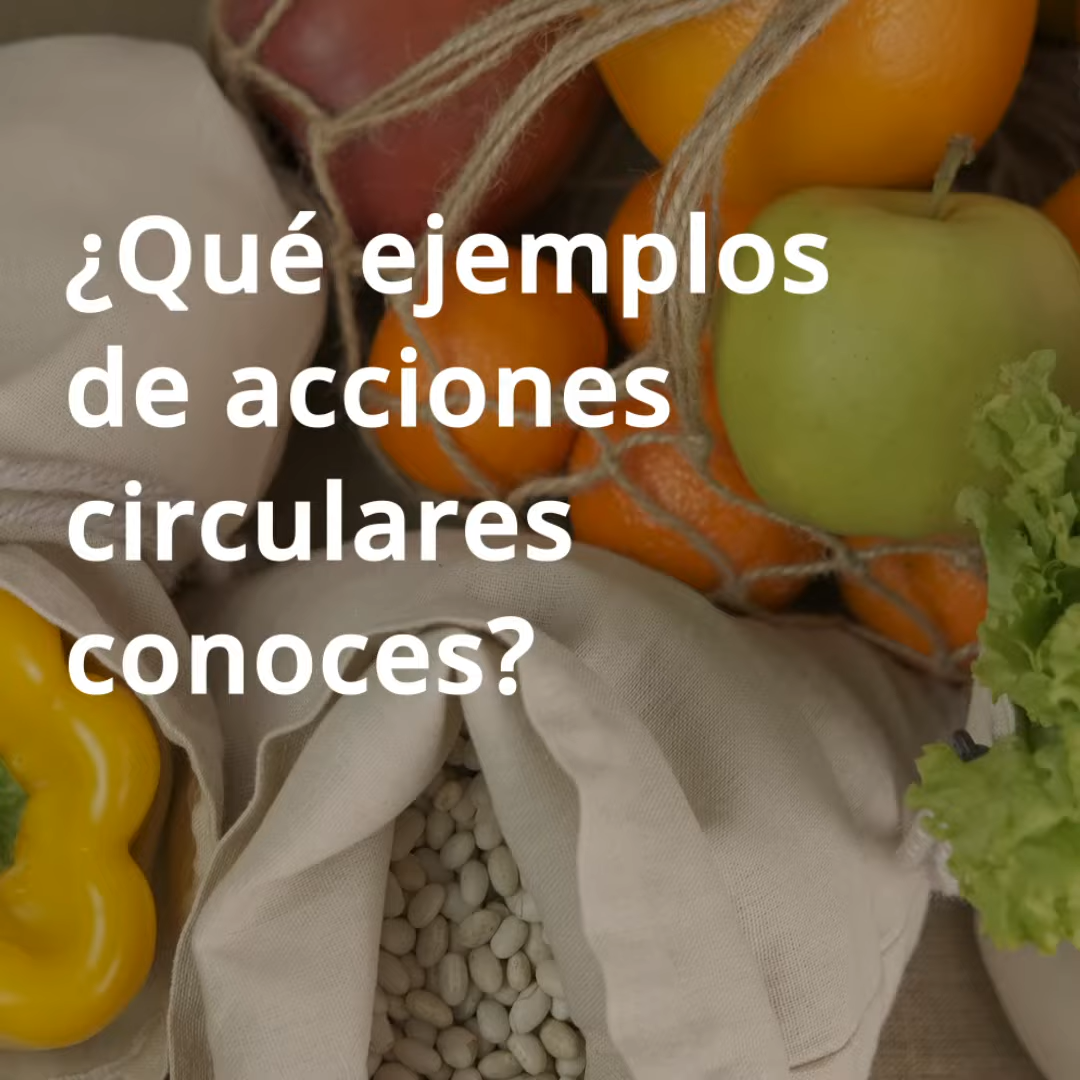 ¿Qué ejemplos
de acciones
circulares
conoces?